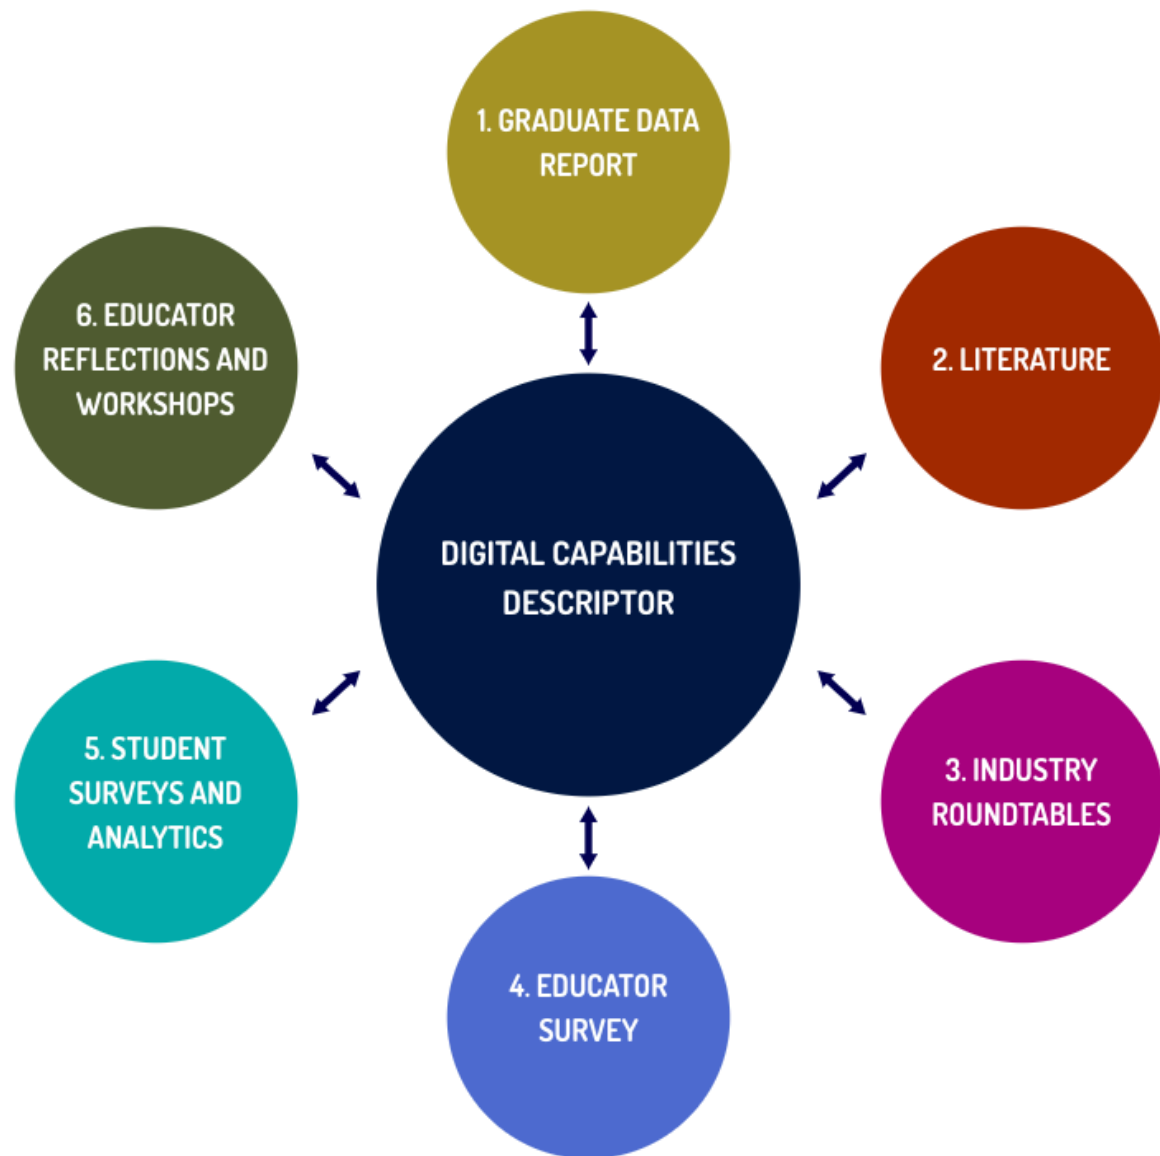 1. GRADUATE DATA
REPORT
2. LITERATURE
3. INDUSTRY
ROUNDTABLES
4. EDUCATOR
SURVEY
5. STUDENT
SURVEYS AND
ANALYTICS
6. EDUCATOR
REFLECTIONS AND
WORKSHOPS
DIGITAL CAPABILITIES
DESCRIPTOR